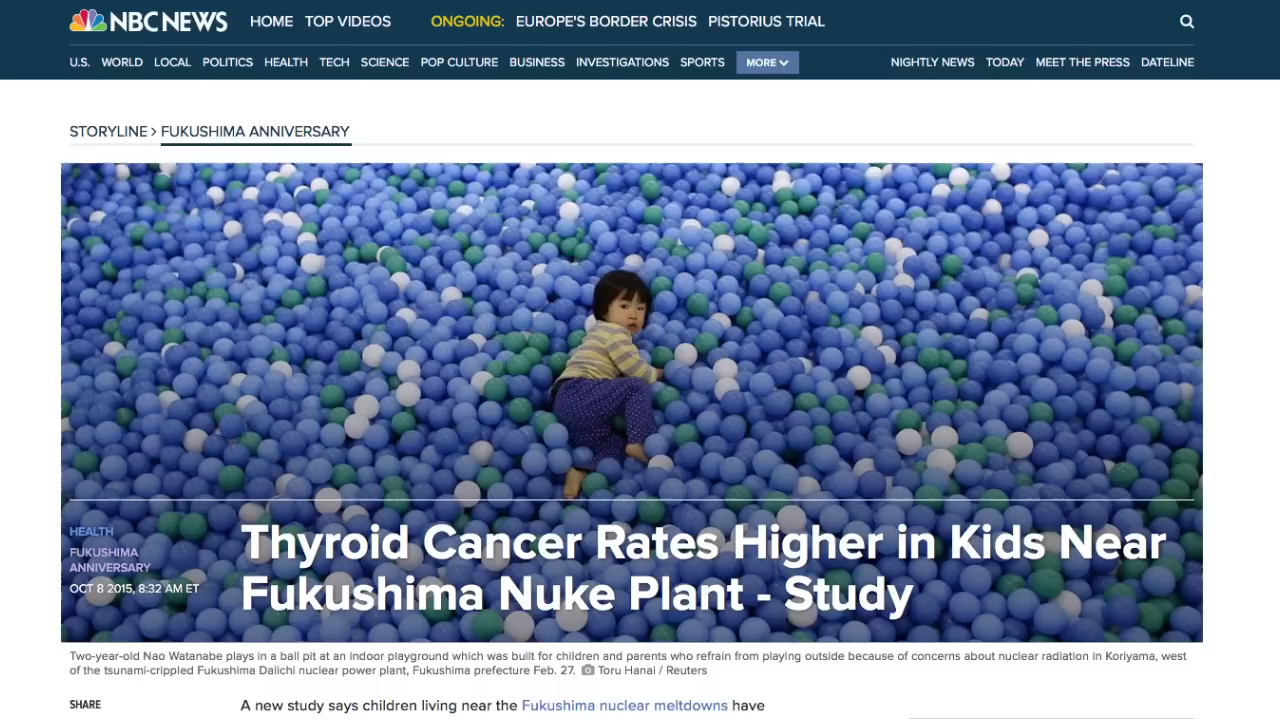 NBC NEWS HOME TOP VIDEOS ONGOING: EUROPE'S BORDER CRISIS PISTORIUS TRIAL
U.S. WORLD LOCAL POLITICS HEALTH TECH SCIENCE POP CULTURE BUSINESS INVESTIGATIONS SPORTS MORE NIGHTLY NEWS TODAY MEET THE PRESS DATELINE
STORYLINE > FUKUSHIMA ANNIVERSARY
HEALTH
FUKUSHIMA
ANNIVERSARY
OCT 8 2015, 8:32 AM ET
Thyroid Cancer Rates Higher in Kids Near
Fukushima Nuke Plant - Study
Two-year-old Nao Watanabe plays in a ball pit at an indoor playground which was built for children and parents who refrain from playing outside because of concerns about nuclear radiation in Koriyama, west
of the tsunami-crippled Fukushima Daiichi nuclear power plant, Fukushima prefecture Feb. 27. Toru Hanai / Reuters
SHARE
A new study says children living near the Fukushima nuclear meltdowns have